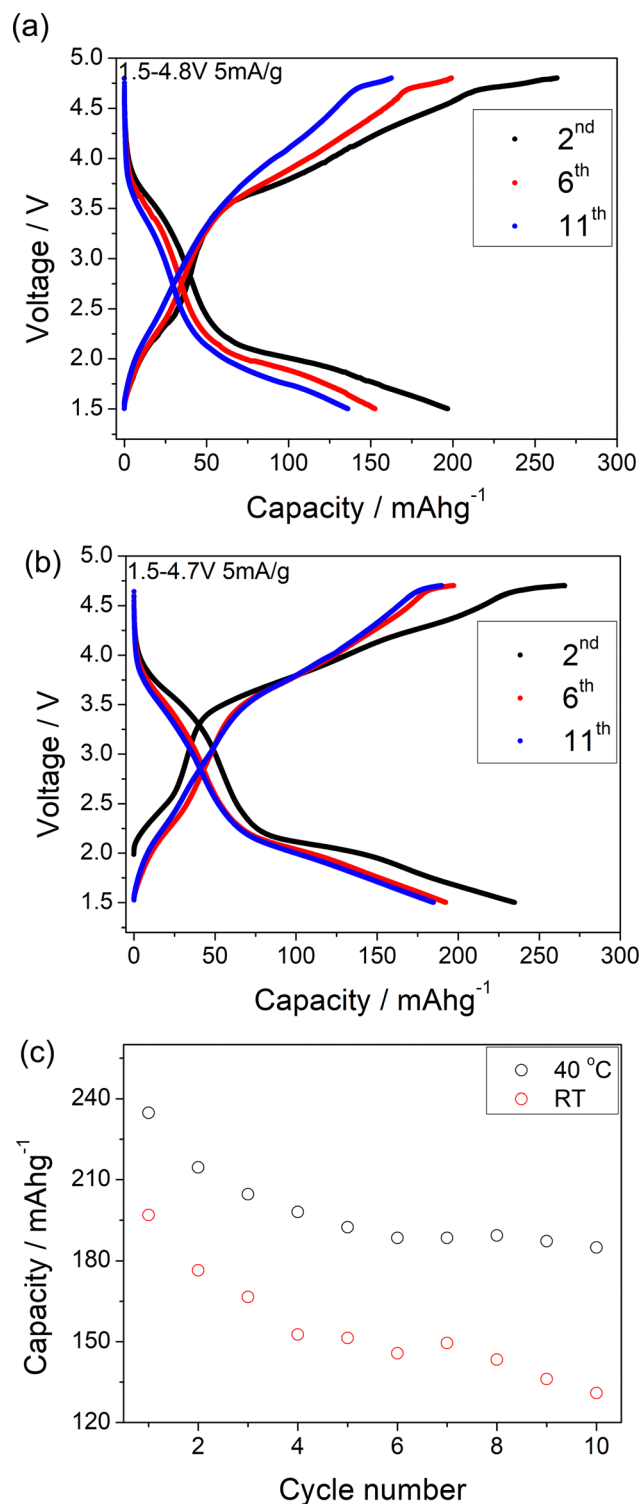 (a)
1.5-4.8V 5mA/g
5.0
4.5
4.0
3.5
3.0
2.5
2.0
1.5
Voltage / V
2nd
6th
11th
0 50 100 150 200 250 300
Capacity / mAhg-1
(b)
1.5-4.7V 5mA/g
5.0
4.5
4.0
3.5
3.0
2.5
2.0
1.5
Voltage / V
2nd
6th
11th
0 50 100 150 200 250 300
Capacity / mAhg-1
(c)
40 oC
RT
240
210
180
150
120
Capacity / mAhg-1
2 4 6 8 10
Cycle number